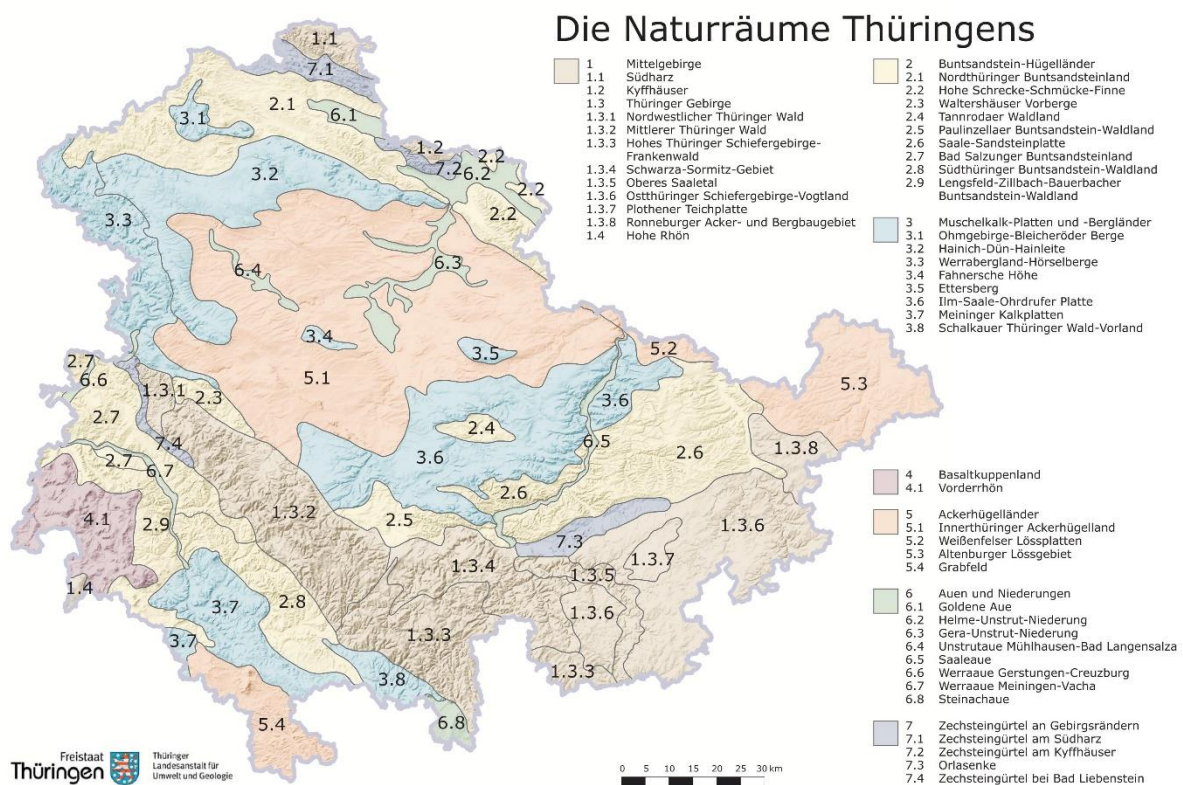 Die Naturräume Thüringens
1 Mittelgebirge
1.1 Südharz
1.2 Kyffhäuser
1.3 Thüringer Gebirge
1.3.1 Nordwestlicher Thüringer Wald
1.3.2 Mittlerer Thüringer Wald
1.3.3 Hohes Thüringer Schiefergebirge-
Frankenwald
1.3.4 Schwarza-Sormitz-Gebiet
1.3.5 Oberes Saaletal
1.3.6 Ostthüringer Schiefergebirge-Vogtland
1.3.7 Plothener Teichplatte
1.3.8 Ronneburger Acker- und Bergbaugebiet
1.4 Hohe Rhön
2 Buntsandstein-Hügelländer
2.1 Nordthüringer Buntsandsteinland
2.2 Hohe Schrecke-Schmücke-Finne
2.3 Waltershäuser Vorberge
2.4 Tannrodaer Waldland
2.5 Paulinzellaer Buntsandstein-Waldland
2.6 Saale-Sandsteinplatte
2.7 Bad Salzunger Buntsandsteinland
2.8 Südthüringer Buntsandstein-Waldland
2.9 Lengsfeld-Zillbach-Bauerbacher
Buntsandstein-Waldland
3 Muschelkalk-Platten und -Bergländer
3.1 Ohmgebirge-Bleicheröder Berge
3.2 Hainich-Dün-Hainleite
3.3 Werrabergland-Hörselberge
3.4 Fahnersche Höhe
3.5 Ettersberg
3.6 Ilm-Saale-Ohrdrufer Platte
3.7 Meininger Kalkplatten
3.8 Schalkauer Thüringer Wald-Vorland
4 Basaltkuppenland
4.1 Vorderrhön
5 Ackerhügelländer
5.1 Innerthüringer Ackerhügelland
5.2 Weißenfelser Lössplatten
5.3 Altenburger Lössgebiet
5.4 Grabfeld
6 Auen und Niederungen
6.1 Goldene Aue
6.2 Helme-Unstrut-Niederung
6.3 Gera-Unstrut-Niederung
6.4 Unstrutaue Mühlhausen-Bad Langensalza
6.5 Saaleaue
6.6 Werraaue Gerstungen-Creuzburg
6.7 Werraaue Meiningen-Vacha
6.8 Steinachaue
7 Zechsteingürtel an Gebirgsrändern
7.1 Zechsteingürtel am Südharz
7.2 Zechsteingürtel am Kyffhäuser
7.3 Orlasenke
7.4 Zechsteingürtel bei Bad Liebenstein
1.1
7.1
2.1
6.1
3.1
1.2
2.2
7.2
6.2
2.2
3.2
2.2
3.3
6.4
6.3
3.4
3.5
5.2
5.1
5.3
2.7
6.6
1.3.1
2.3
3.6
2.7
2.4
6.5
1.3.8
7.4
3.6
2.6
2.7
6.7
2.6
1.3.2
4.1
2.9
2.5
1.3.6
7.3
1.3.4
1.3.7
1.3.5
1.4
3.7
2.8
1.3.6
1.3.3
3.7
1.3.3
3.8
5.4
6.8
Freistaat
Thüringen
Thüringer
Landesanstalt für
Umwelt und Geologie
0 5 10 15 20 25 30 km